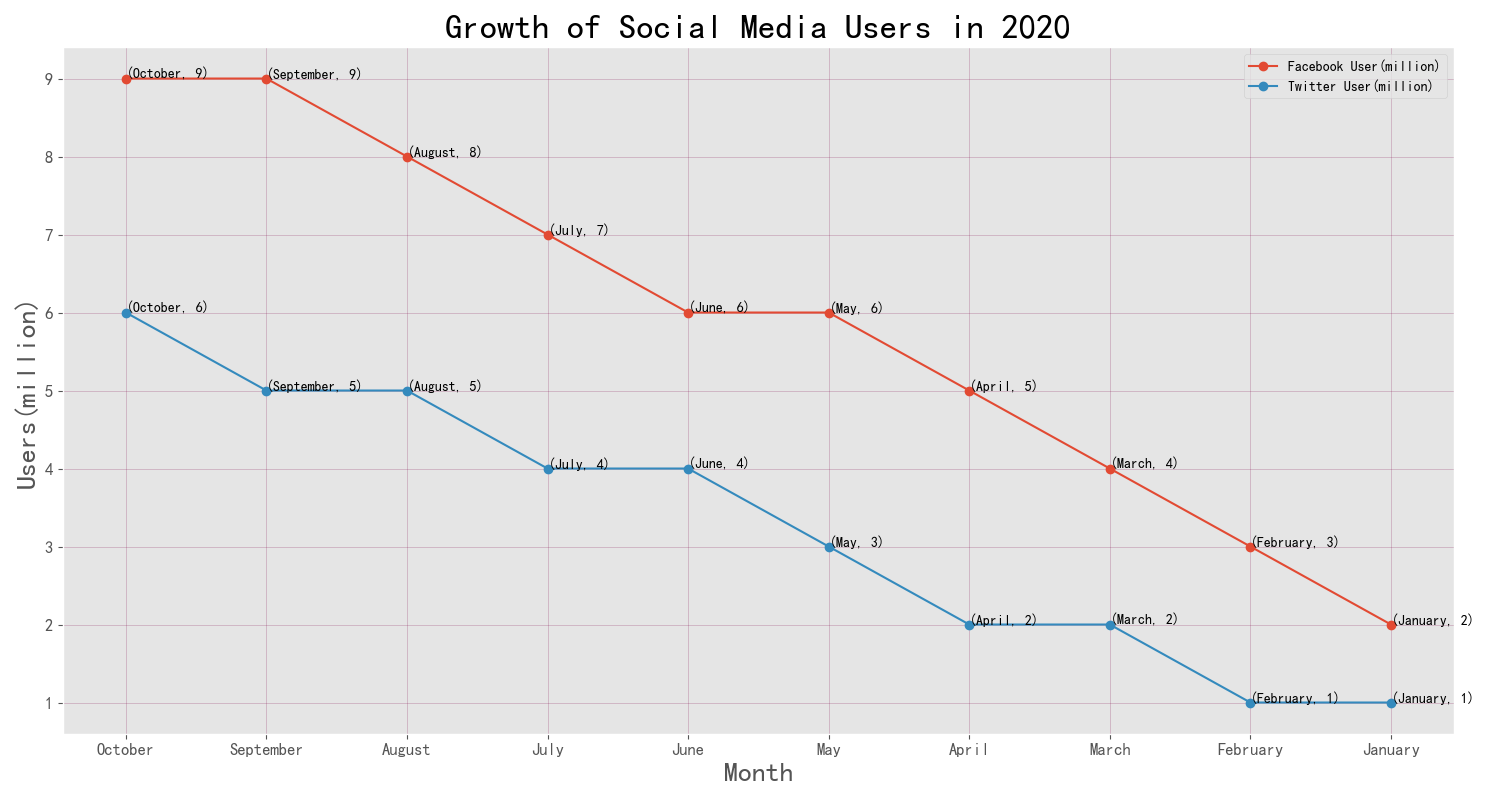 Growth of Social Media Users in 2020
Facebook User(million)
Twitter User(million)
Users(million)
9
8
7
6
5
4
3
2
1
(October, 9)
(September, 9)
(August, 8)
(July, 7)
(June, 6)
(May, 6)
(April, 5)
(March, 4)
(February, 3)
(January, 2)
(October, 6)
(September, 5)
(August, 5)
(July, 4)
(June, 4)
(May, 3)
(April, 2)
(March, 2)
(February, 1)
(January, 1)
October September August July June May April March February January
Month